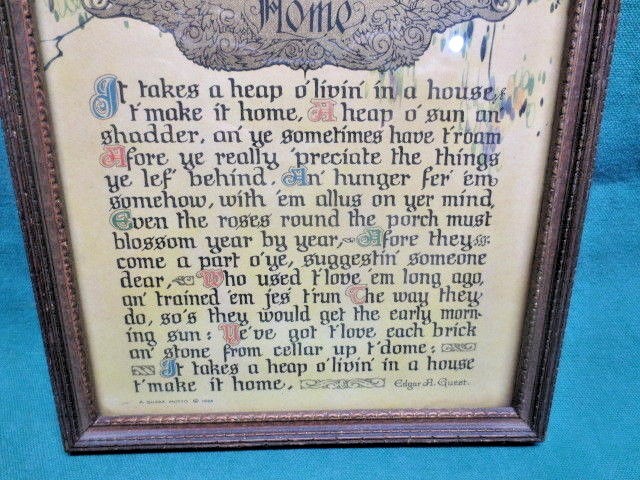 Home
It takes a heap o'livin' in a house
t'make it home, A heap o'sun an
shadder, an' ye sometimes have t'roam
Afore ye really 'preciate the things
ye lef' behind, An' hunger fer 'em
somehow, with 'em allus on yer mind,
Even the roses round the porch must
blossom year by year, Afore they
come a part o'ye, suggestin' someone
dear, Who used t'love 'em long ago,
an' trained 'em jes' t'run The way they
do, so's they would get the early morn-
ing sun: Ye've got t'love each brick
an' stone from cellar up t'dome:
It takes a heap o'livin' in a house
t'make it home, Edgar A. Guest.
A BUZZA MOTTO ©